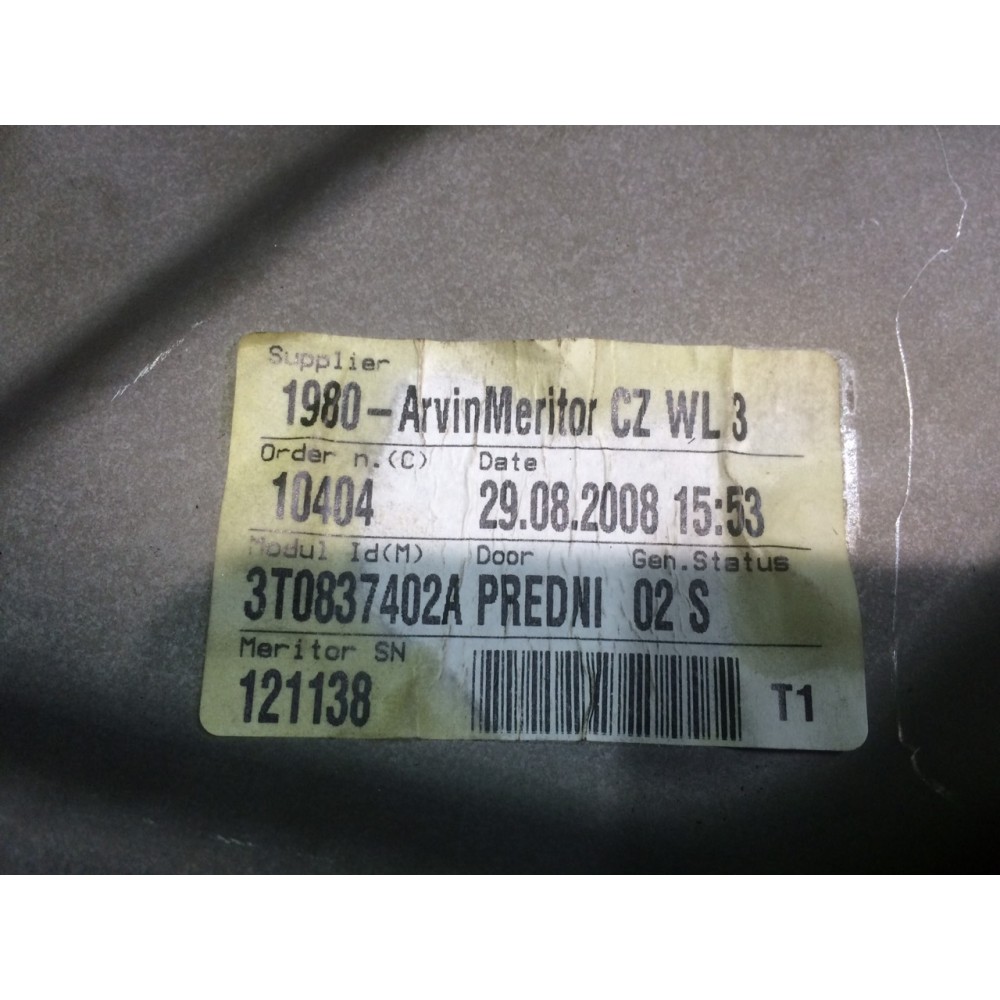 Supplier
1980-ArvinMeritor CZ WL 3
Order n.(C) Date
10404 29.08.2008 15:53
Modul Id(M) Door Gen.Status
3T0837402A PREDNI 02 S
Meritor SN
121138 T1